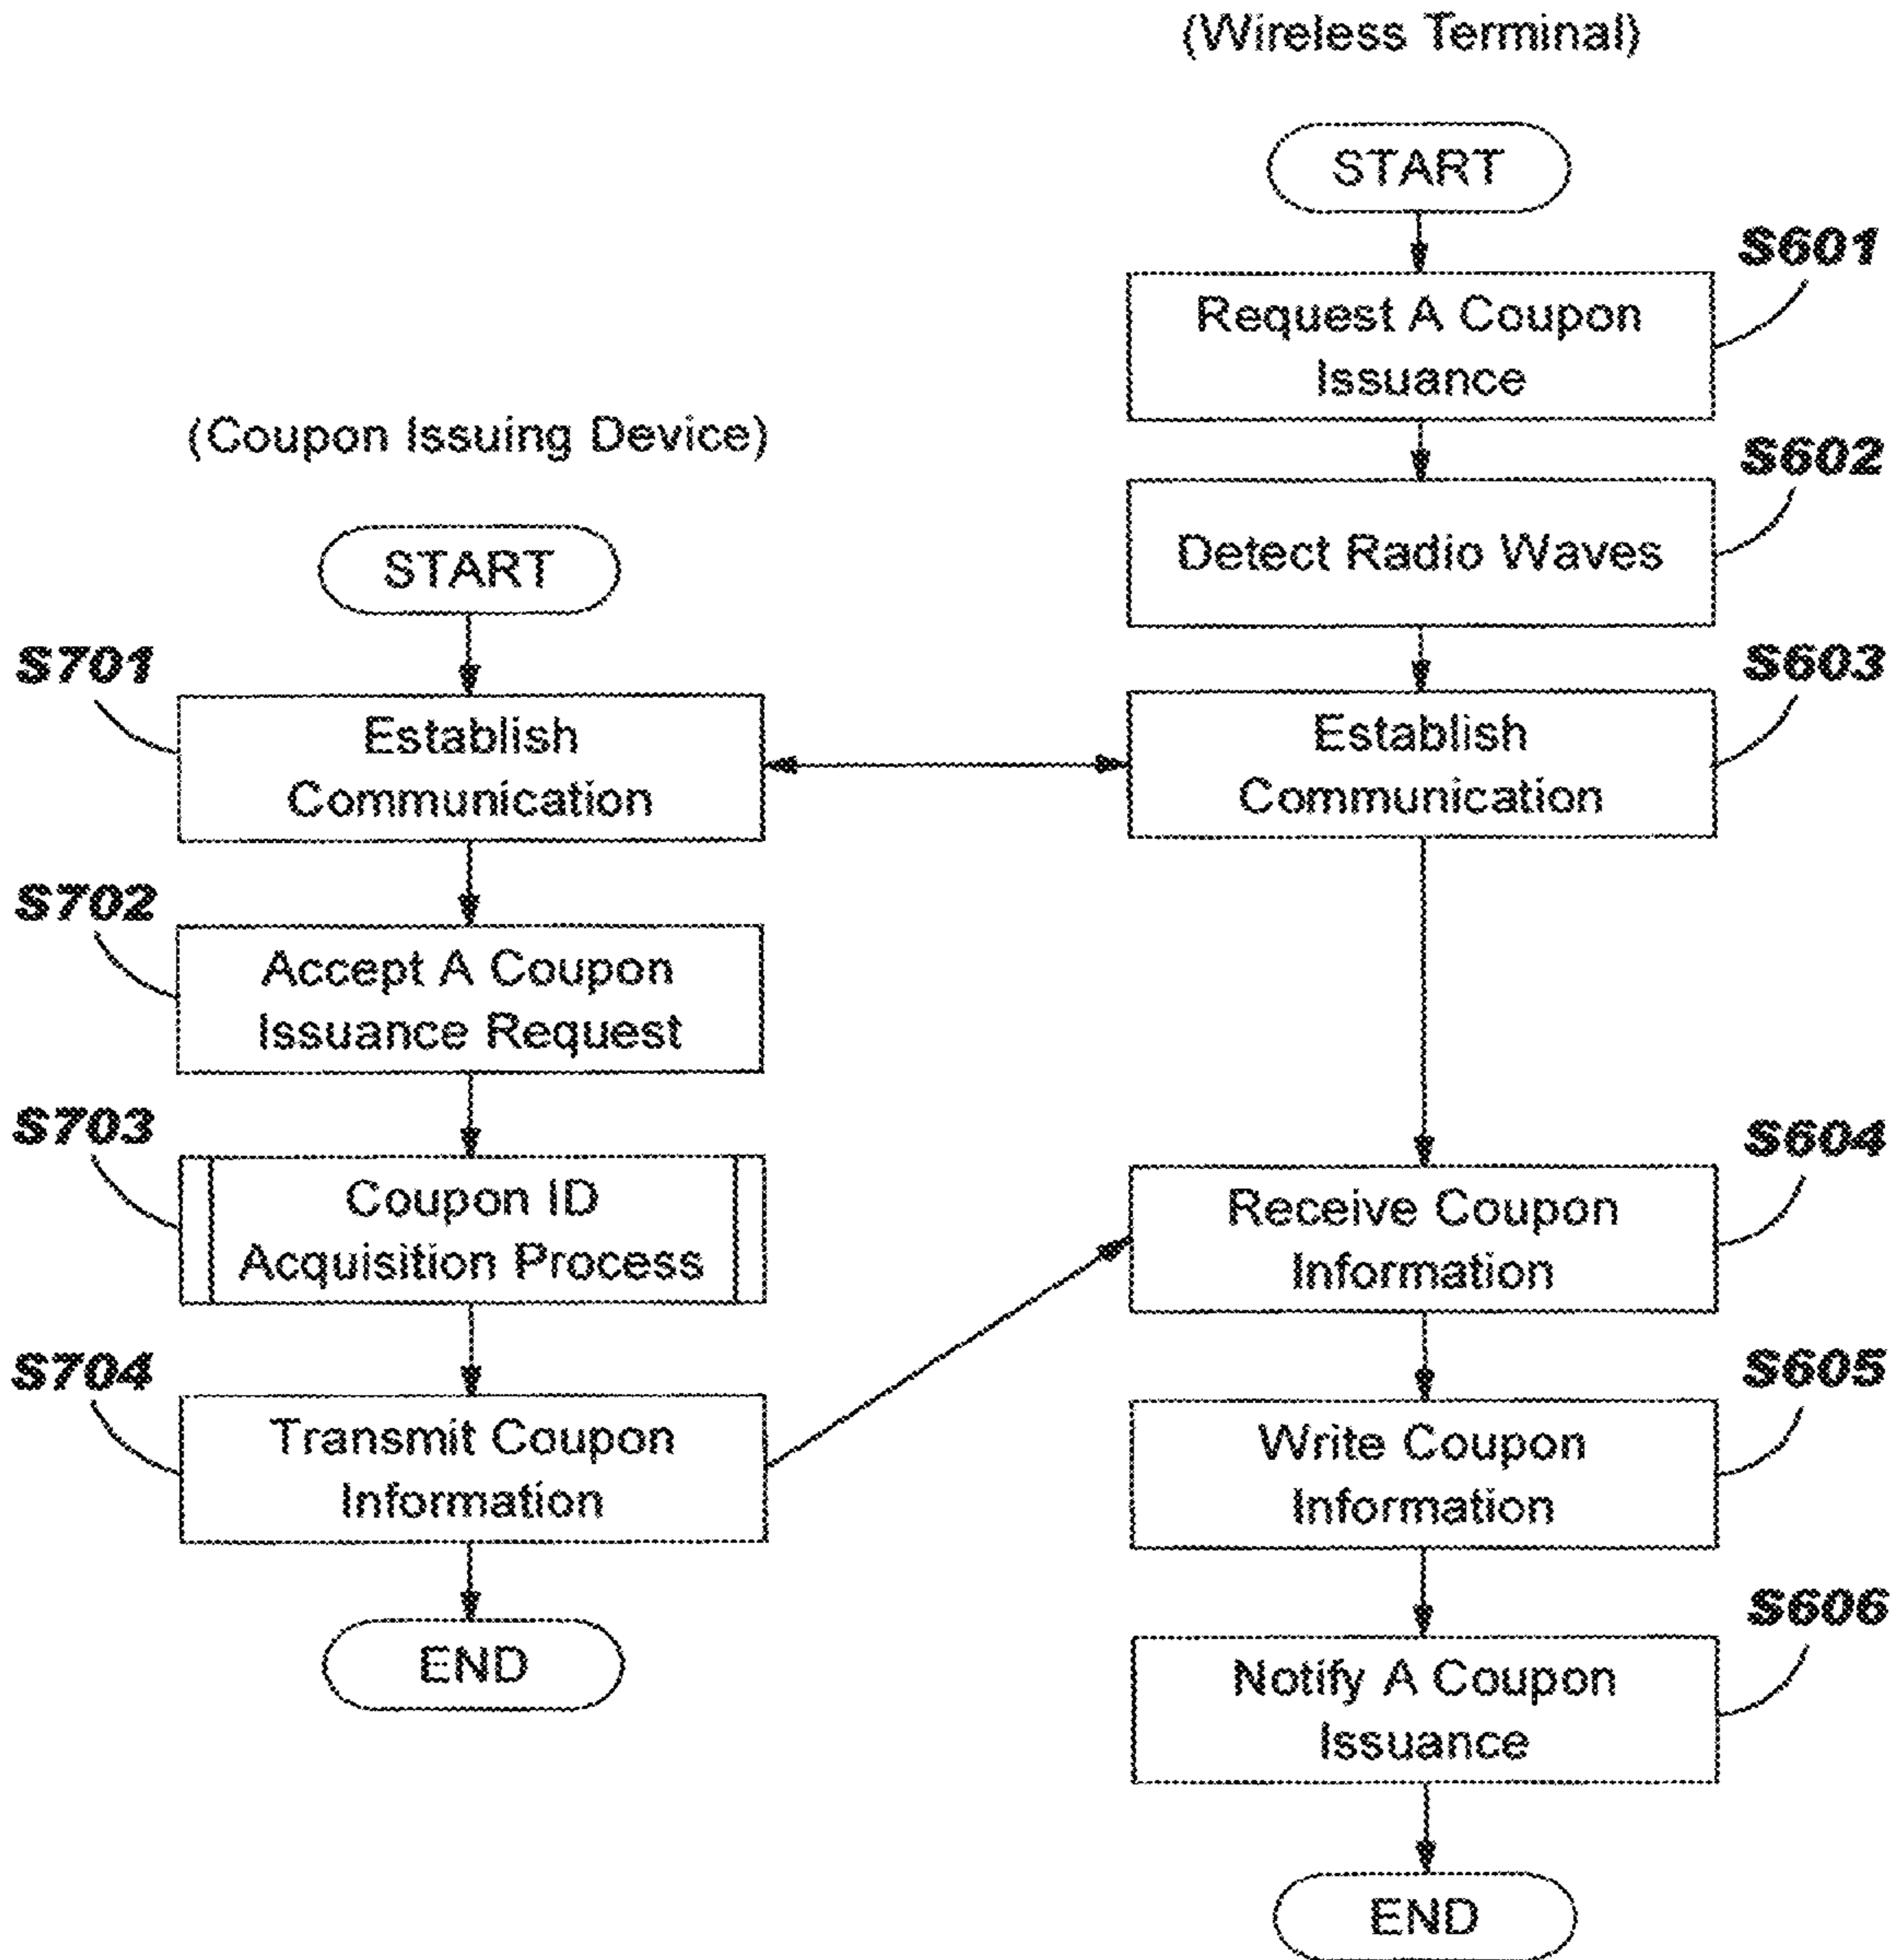 (Wireless Terminal)
START
S601
Request A Coupon
Issuance
S602
Detect Radio Waves
S603
Establish
Communication
S604
Receive Coupon
Information
S605
Write Coupon
Information
S606
Notify A Coupon
Issuance
END
(Coupon Issuing Device)
START
S701
Establish
Communication
S702
Accept A Coupon
Issuance Request
S703
Coupon ID
Acquisition Process
S704
Transmit Coupon
Information
END